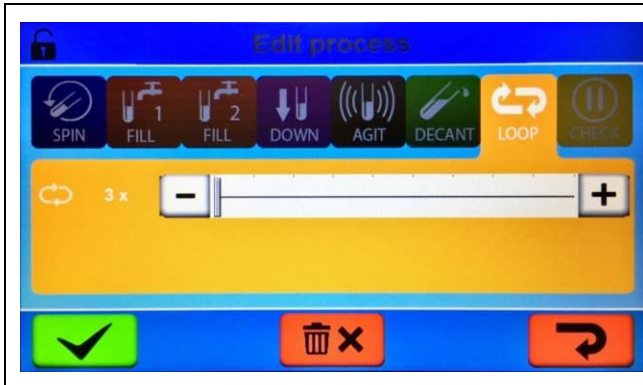 Edit process
SPIN
1
FILL
2
FILL
DOWN
AGIT
DECANT
LOOP
CHECK
3 x